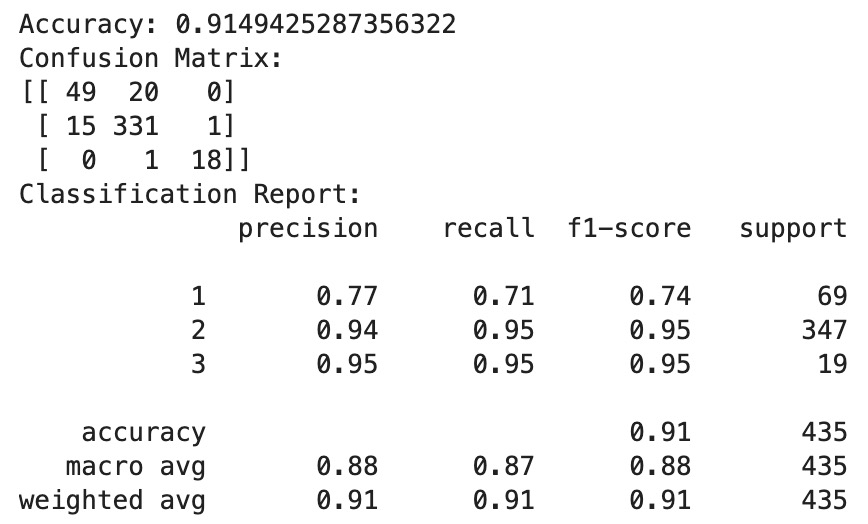 Accuracy: 0.9149425287356322
Confusion Matrix:
[[ 49  20   0]
 [ 15 331   1]
 [  0   1  18]]
Classification Report:
              precision    recall  f1-score   support

           1       0.77      0.71      0.74        69
           2       0.94      0.95      0.95       347
           3       0.95      0.95      0.95        19

    accuracy                           0.91       435
   macro avg       0.88      0.87      0.88       435
weighted avg       0.91      0.91      0.91       435